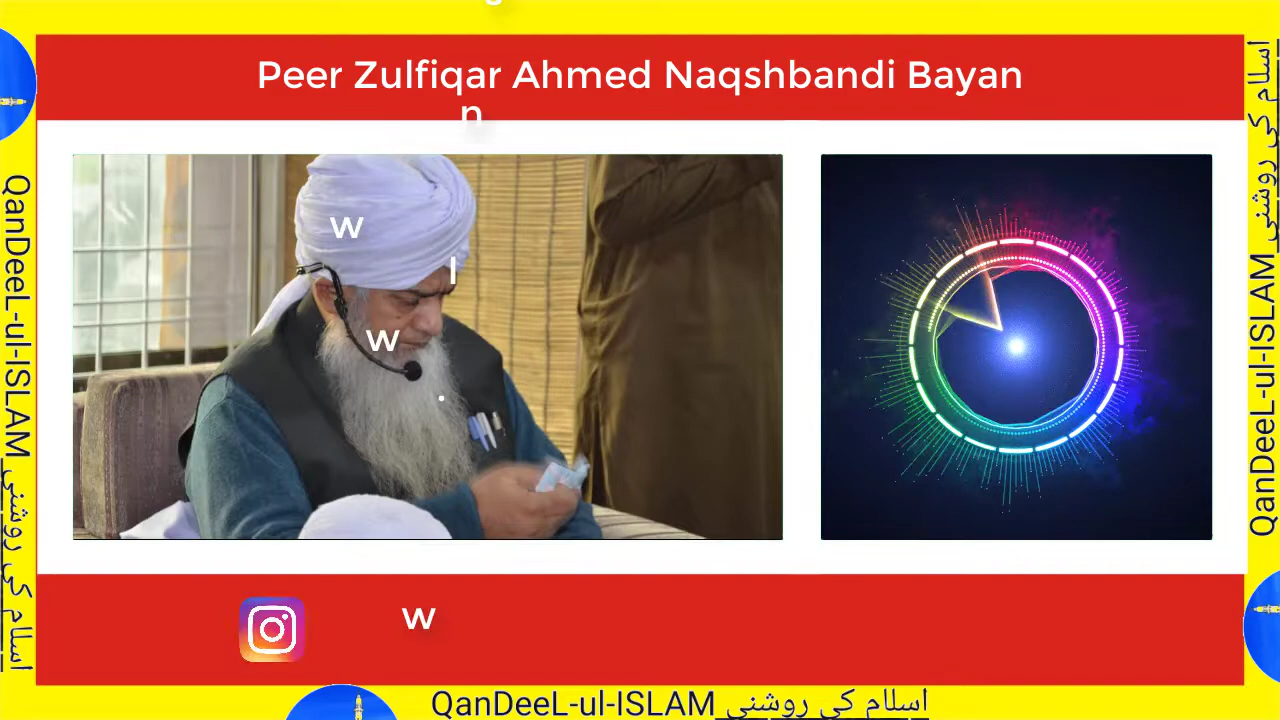 g
Peer Zulfiqar Ahmed Naqshbandi Bayan
n
w
l
w
.
w
QanDeeL-ul-ISLAM اسلام کی روشنی
QanDeeL-ul-ISLAM اسلام کی روشنی
QanDeeL-ul-ISLAM اسلام کی روشنی